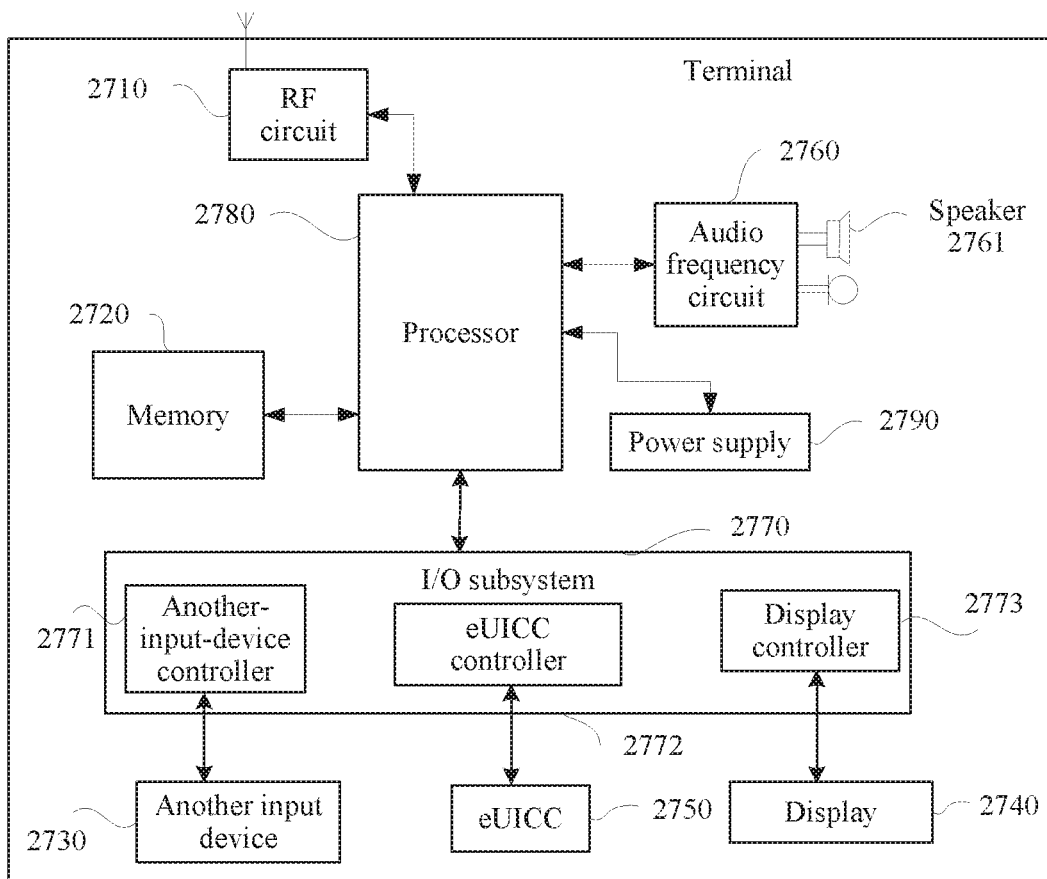 Terminal
2710
RF
circuit
2760
2780
Audio
frequency
circuit
Speaker
2761
Processor
2720
Memory
2790
Power supply
2770
I/O subsystem
2771
Another-
input-device
controller
eUICC
controller
Display
controller
2773
2772
2730
Another input
device
eUICC
2750
Display
2740